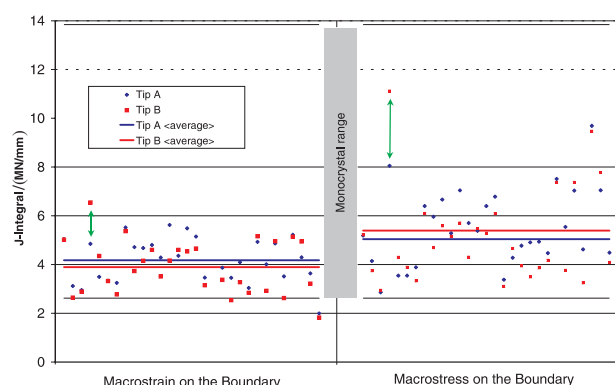 14
12
10
8
6
4
2
0
J-Integral/(MN/mm)
Tip A
Tip B
Tip A <average>
Tip B <average>
Monocrystal range
Macrostrain on the Boundary
Macrostress on the Boundary